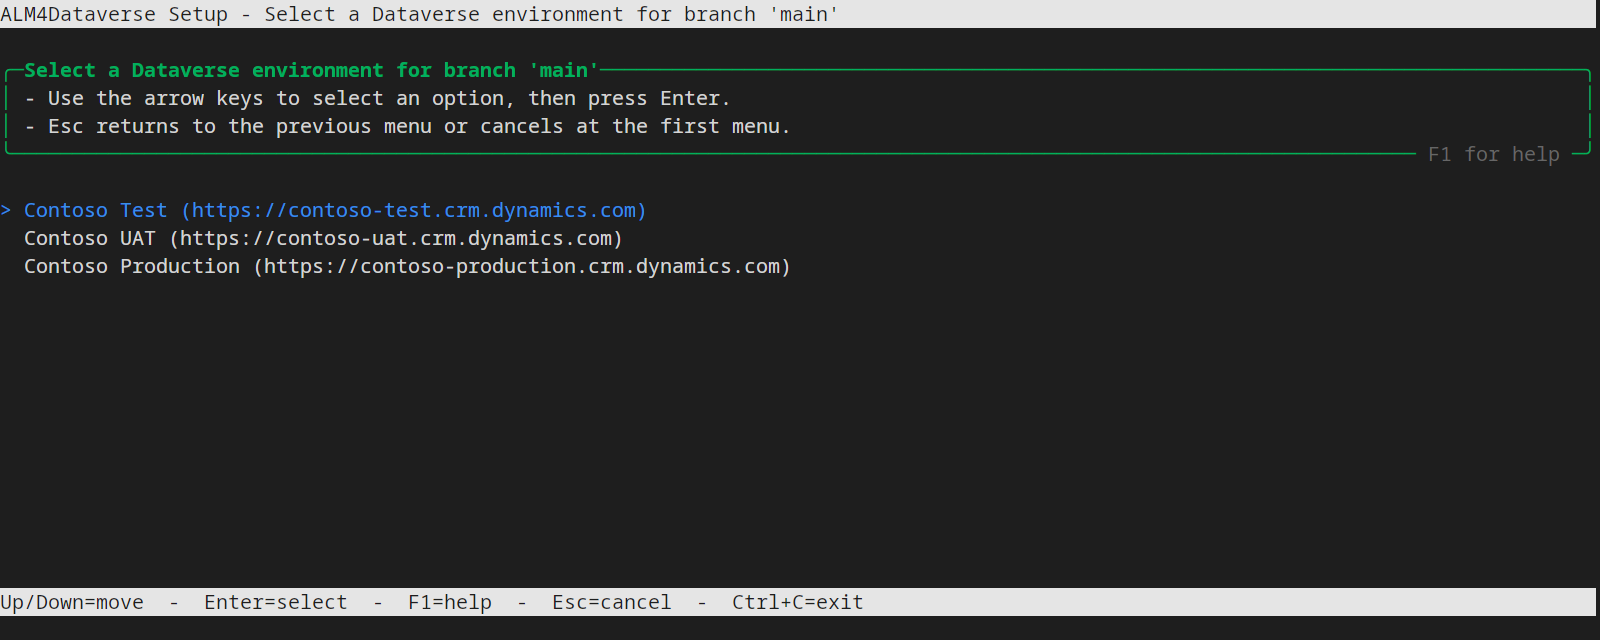 ALM4Dataverse Setup - Select a Dataverse environment for branch 'main'
Select a Dataverse environment for branch 'main'
- Use the arrow keys to select an option, then press Enter.
- Esc returns to the previous menu or cancels at the first menu.
F1 for help
> Contoso Test (https://contoso-test.crm.dynamics.com)
Contoso UAT (https://contoso-uat.crm.dynamics.com)
Contoso Production (https://contoso-production.crm.dynamics.com)
Up/Down=move  -  Enter=select  -  F1=help  -  Esc=cancel  -  Ctrl+C=exit